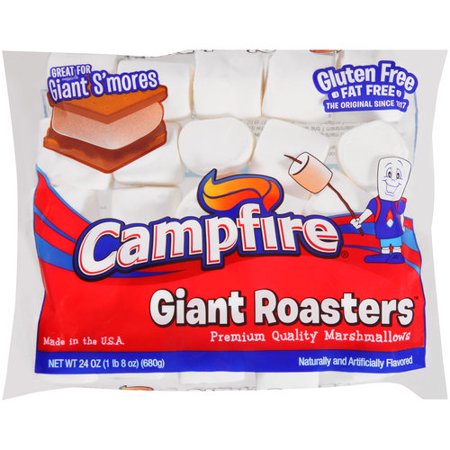 GREAT FOR
Giant S'mores
Gluten Free
FAT FREE
THE ORIGINAL SINCE 1917
Campfire®
Giant Roasters™
Premium Quality Marshmallows
Made in the U.S.A.
NET WT 24 OZ (1 lb 8 oz) (680g)
Naturally and Artificially Flavored